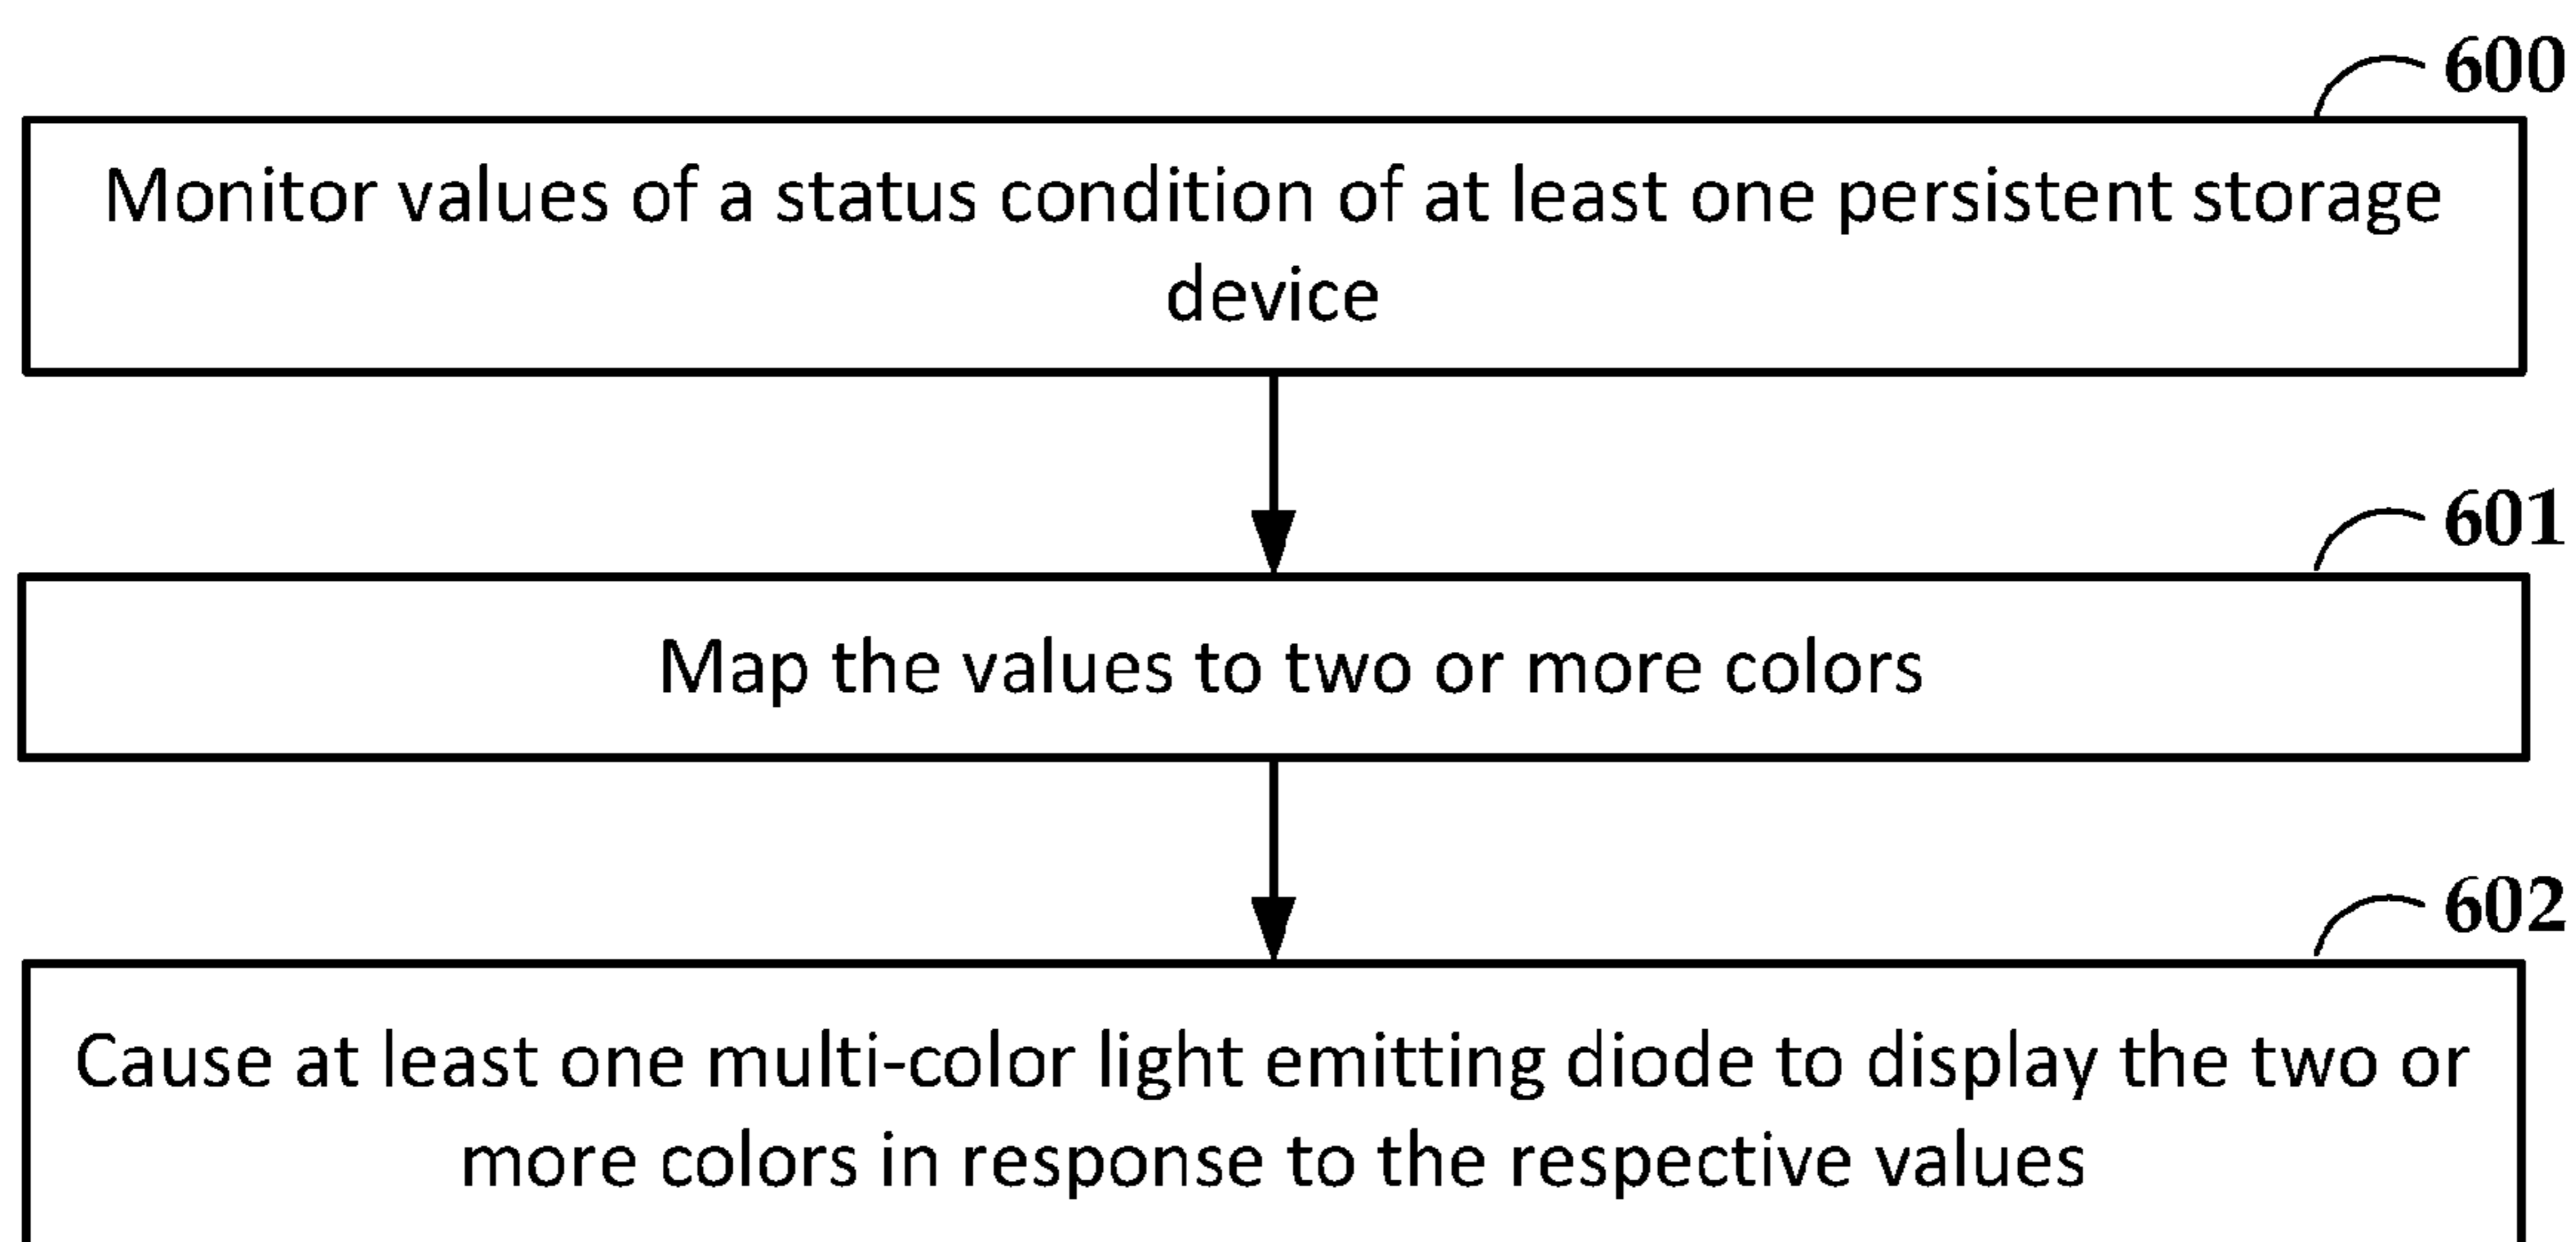 600
Monitor values of a status condition of at least one persistent storage
device
601
Map the values to two or more colors
602
Cause at least one multi-color light emitting diode to display the two or
more colors in response to the respective values